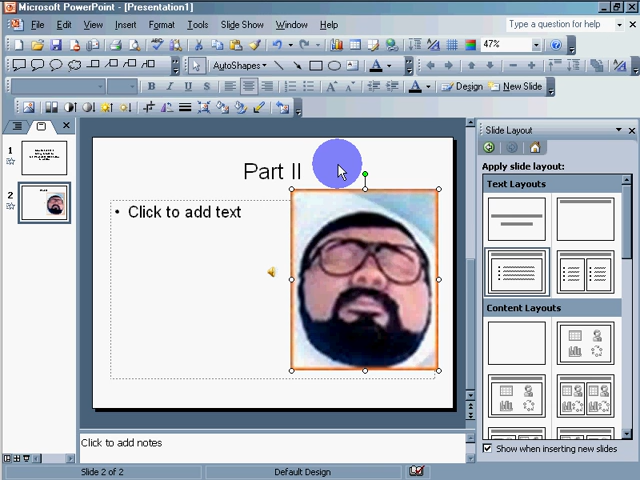 Microsoft PowerPoint - [Presentation1]
File Edit View Insert Format Tools Slide Show Window Help
Type a question for help
47%
AutoShapes
B I U S
A
Design New Slide
Slide Layout
Apply slide layout:
Text Layouts
Content Layouts
1
2
Part II
• Click to add text
Click to add notes
Show when inserting new slides
Slide 2 of 2 Default Design